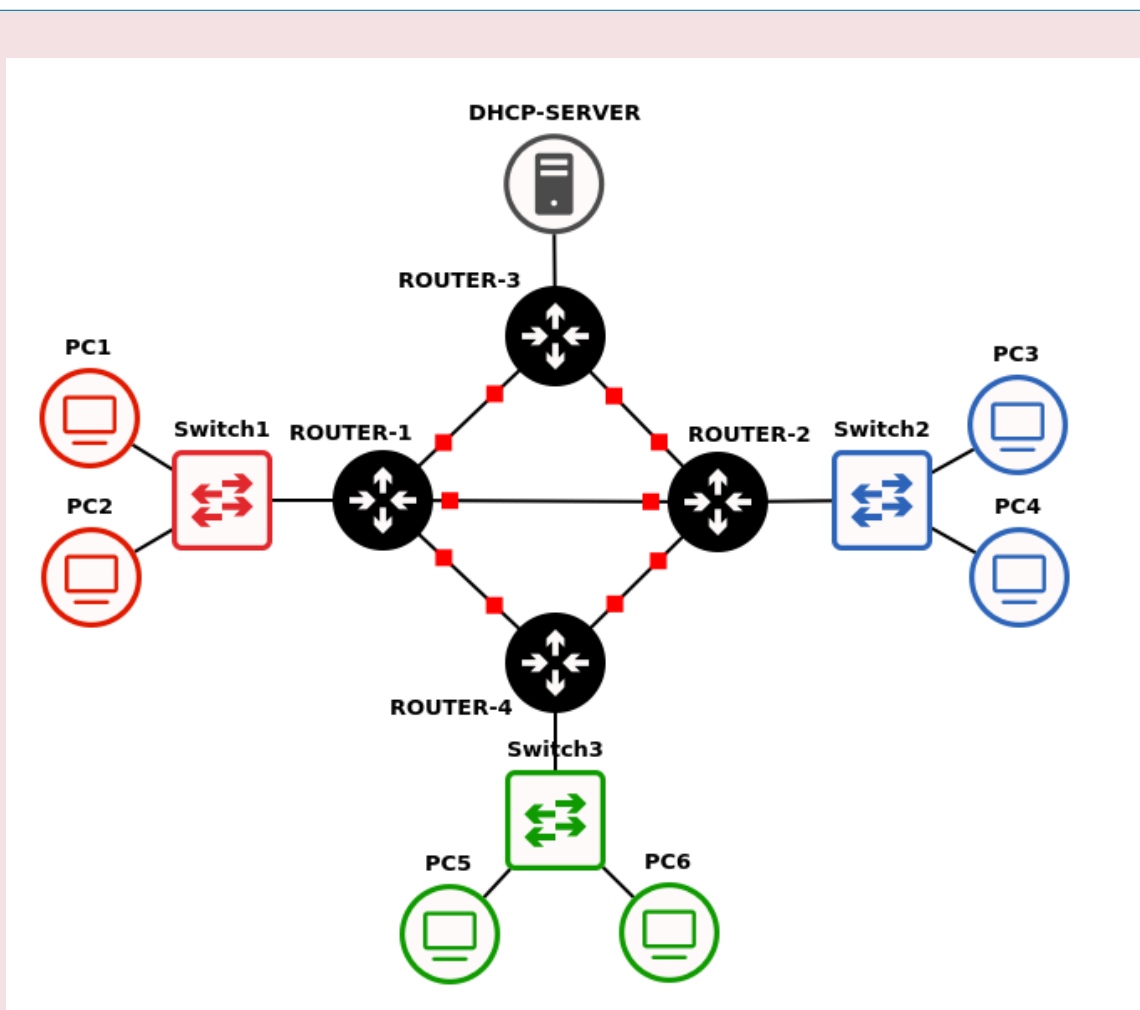 DHCP-SERVER
ROUTER-3
PC1
PC3
Switch1
ROUTER-1
ROUTER-2
Switch2
PC2
PC4
ROUTER-4
Switch3
PC5
PC6